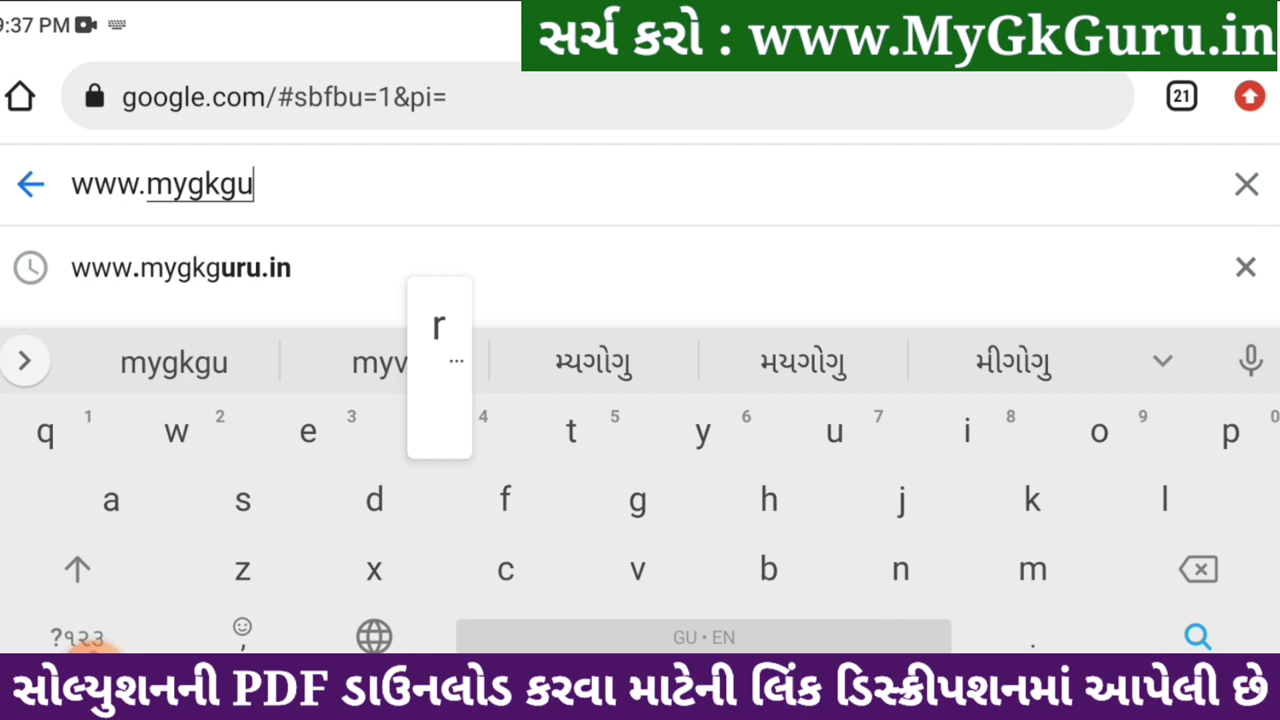 9:37 PM
સર્ચ કરો : www.MyGkGuru.in
google.com/#sbfbu=1&pi=
21
www.mygkgu
www.mygkguru.in
r
...
mygkgu myv મ્યગોગુ મયગોગુ મીગોગુ
q 1 w 2 e 3 4 t 5 y 6 u 7 i 8 o 9 p 0
a s d f g h j k l
z x c v b n m
?૧૨૩ , GU • EN .
સોલ્યુશનની PDF ડાઉનલોડ કરવા માટેની લિંક ડિસ્ક્રીપશનમાં આપેલી છે